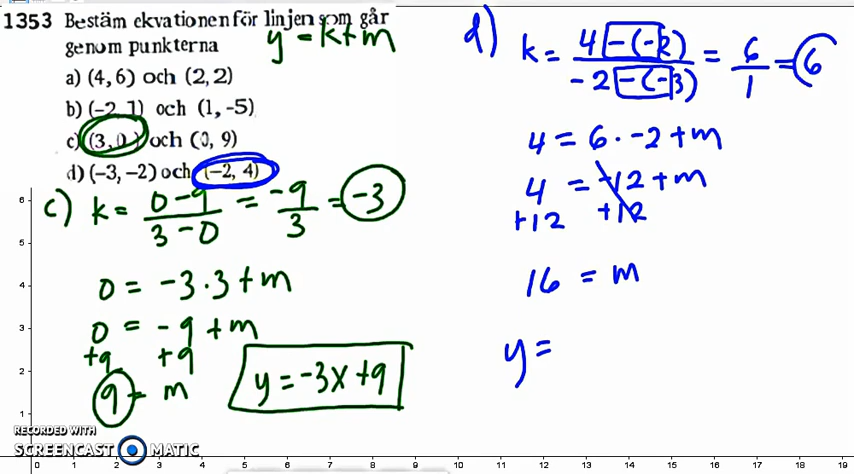 1353 Bestäm ekvationen för linjen som går
genom punkterna
y = k+m
a) (4, 6) och (2, 2)
b) (−2, 1) och (1, -5)
c) (3, 0 ) och (0, 9)
d) (−3, −2) och (−2, 4)
c) k = 0-9 / 3-0 = -9/3 = -3
0 = -3·3+m
0 = -9+m
+9 +9
9 = m
y = -3x+9
d) k = 4-(-2) / -2-(-3) = 6/1 = 6
4 = 6·-2+m
4 = -12+m
+12 +12
16 = m
y =
6
5
4
3
2
1
0 1 2 3 4 5 6 7 8 9 10 11 12 13 14 15 16 17 18 19
RECORDED WITH
SCREENCAST MATIC